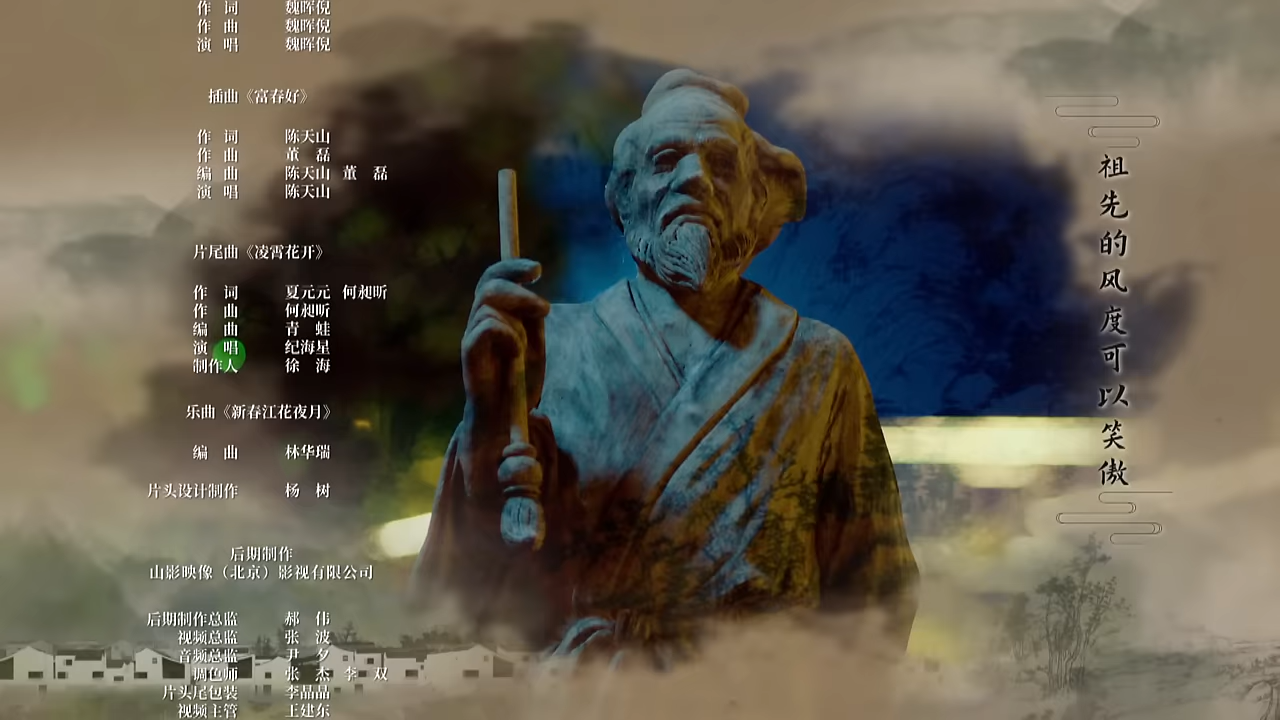 作 词 魏晖倪
作 曲 魏晖倪
演 唱 魏晖倪
插曲《富春好》
作 词 陈天山
作 曲 董 磊
编 曲 陈天山 董 磊
演 唱 陈天山
片尾曲《凌霄花开》
作 词 夏元元 何昶昕
作 曲 何昶昕
编 曲 青 蛙
演 唱 纪海星
制作人 徐 海
乐曲《新春江花夜月》
编 曲 林华瑞
片头设计制作 杨 树
后期制作
山影映像（北京）影视有限公司
后期制作总监 郝 伟
视频总监 张 波
音频总监 尹 夕
调色师 张 杰 李 双
片头尾包装 李晶晶
视频主管 王建东
祖先的风度可以笑傲